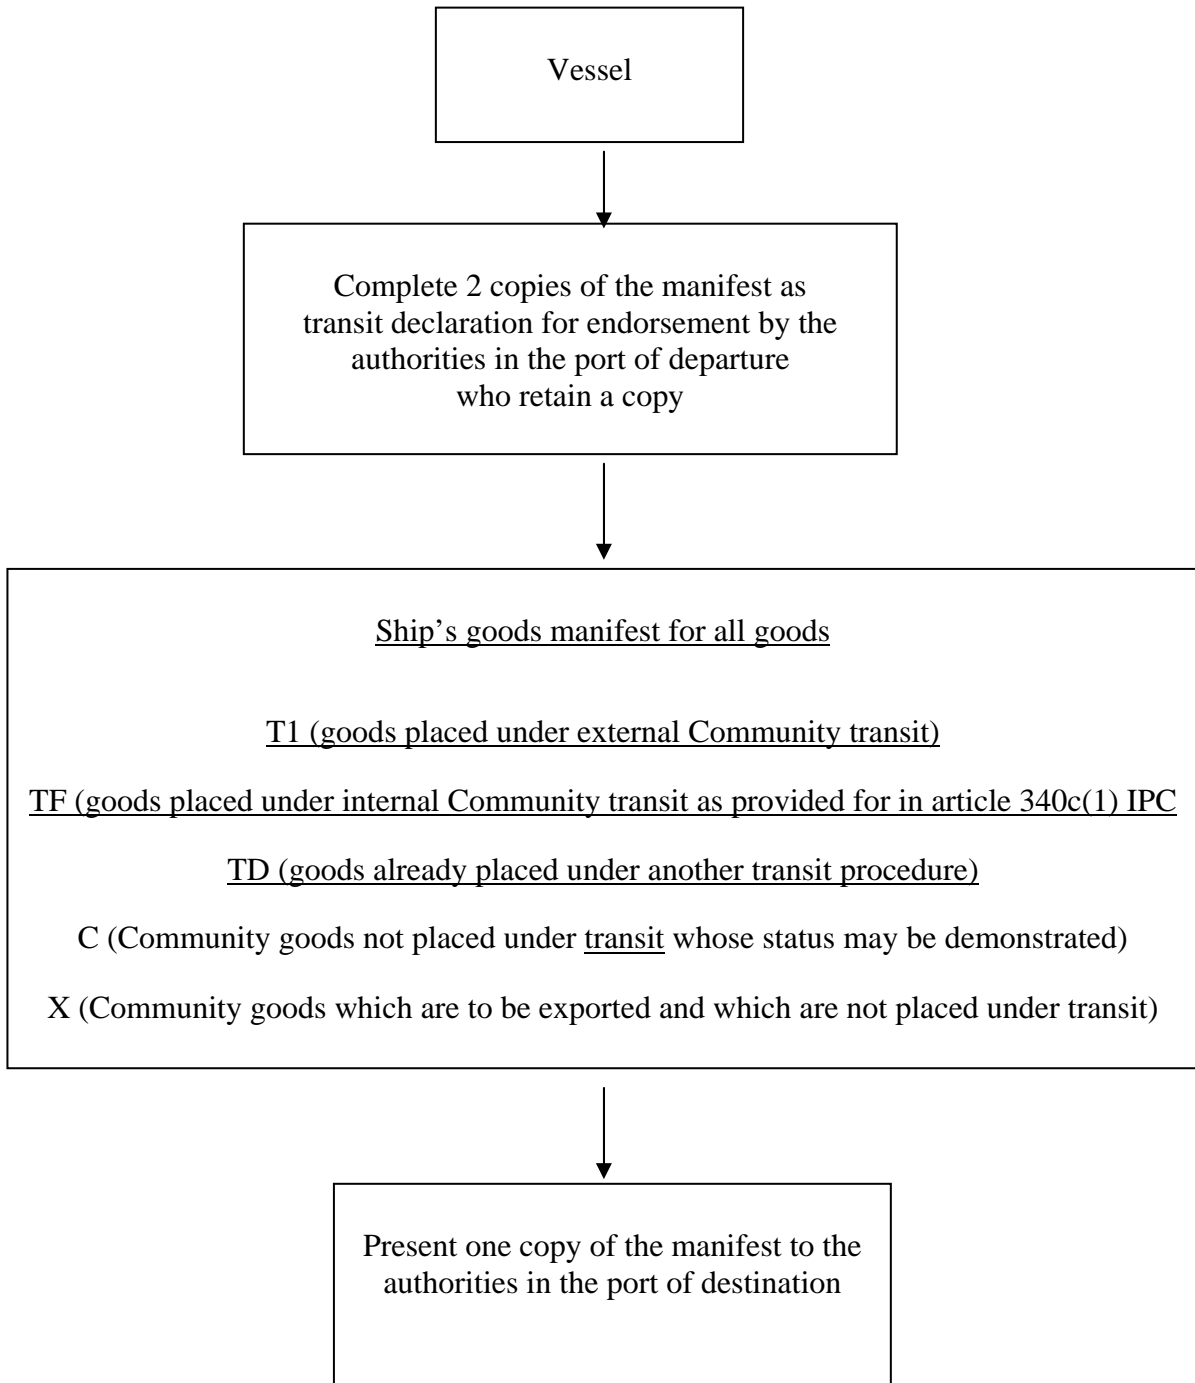 Vessel
Complete 2 copies of the manifest as
transit declaration for endorsement by the
authorities in the port of departure
who retain a copy
Ship’s goods manifest for all goods
T1 (goods placed under external Community transit)
TF (goods placed under internal Community transit as provided for in article 340c(1) IPC
TD (goods already placed under another transit procedure)
C (Community goods not placed under transit whose status may be demonstrated)
X (Community goods which are to be exported and which are not placed under transit)
Present one copy of the manifest to the
authorities in the port of destination